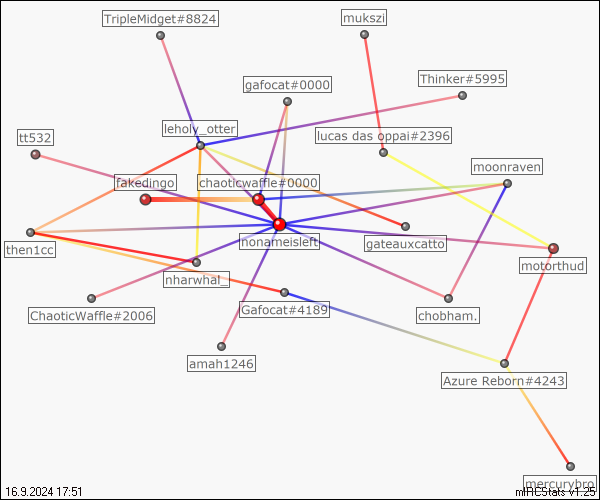 TripleMidget#8824
mukszi
Thinker#5995
gafocat#0000
leholy_otter
lucas das oppai#2396
tt532
moonraven
fakedingo
chaoticwaffle#0000
nonameisleft
gateauxcatto
then1cc
motorthud
nharwhal_
ChaoticWaffle#2006
Gafocat#4189
chobham.
amah1246
Azure Reborn#4243
mercurybro
16.9.2024 17:51
mIRCStats v1.25